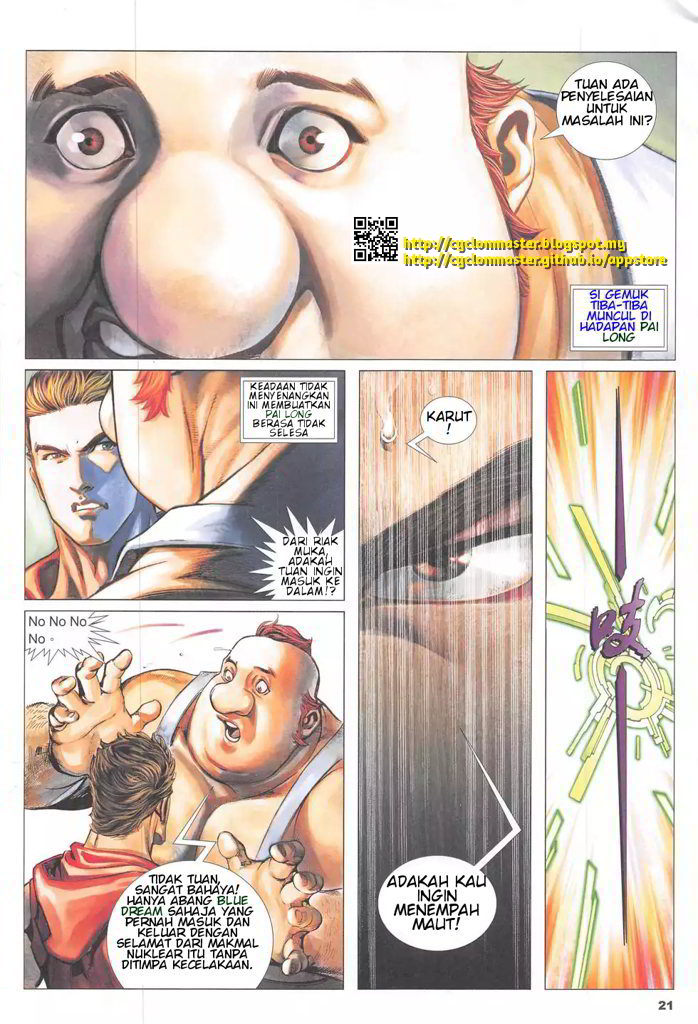 TUAN ADA
PENYELESAIAN
UNTUK
MASALAH INI?
http://cyclonmaster.blogspot.my
http://cyclonmaster.github.io/appstore
SI GEMUK
TIBA-TIBA
MUNCUL DI
HADAPAN PAI
LONG
KEADAAN TIDAK
MENYENANGKAN
INI MEMBUATKAN
PAI LONG
BERASA TIDAK
SELESA
DARI RIAK
MUKA,
ADAKAH
TUAN INGIN
MASUK KE
DALAM!?
KARUT
!
吱
No No No
No 。
TIDAK TUAN,
SANGAT BAHAYA!
HANYA ABANG BLUE
DREAM SAHAJA YANG
PERNAH MASUK DAN
KELUAR DENGAN
SELAMAT DARI MAKMAL
NUKLEAR ITU TANPA
DITIMPA KECELAKAAN.
ADAKAH KAU
INGIN
MENEMPAH
MAUT!
21